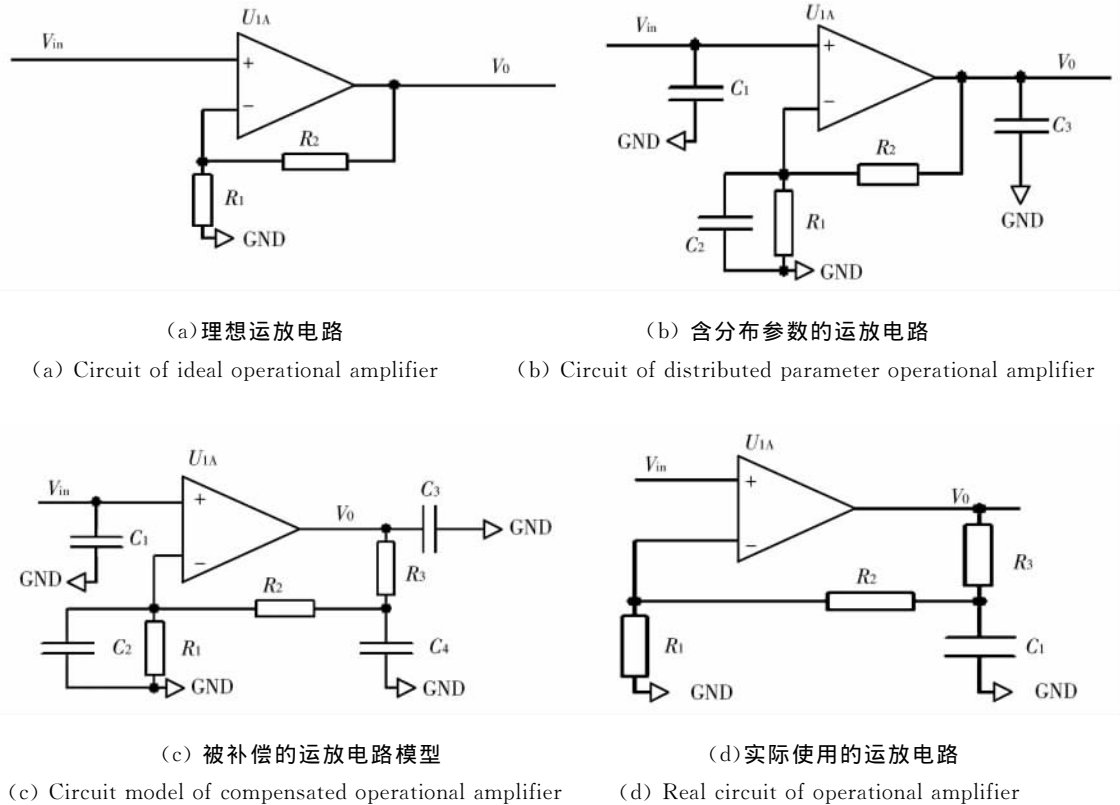 U1A
Vin
+
V0
−
R2
R1
GND
(a)理想运放电路
(a) Circuit of ideal operational amplifier
U1A
Vin
+
V0
C1
−
C3
GND
R2
R1
GND
C2
GND
(b) 含分布参数的运放电路
(b) Circuit of distributed parameter operational amplifier
U1A
Vin
+
C3
V0
GND
C1
−
R3
GND
R2
C2
R1
C4
GND
GND
(c) 被补偿的运放电路模型
(c) Circuit model of compensated operational amplifier
U1A
Vin
+
V0
−
R3
R2
R1
C1
GND
GND
(d)实际使用的运放电路
(d) Real circuit of operational amplifier